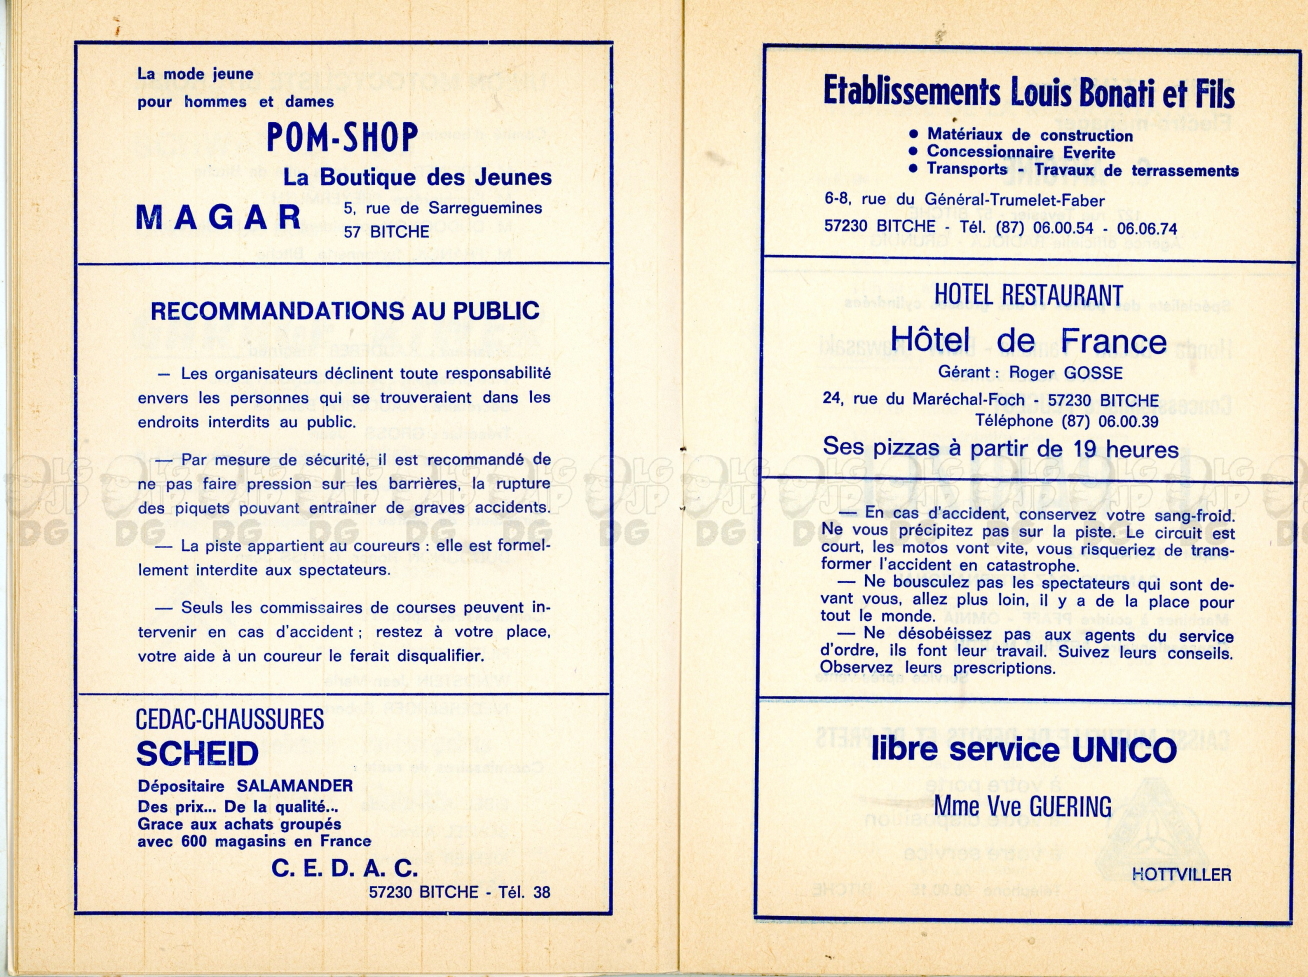 La mode jeune
pour hommes et dames
POM-SHOP
La Boutique des Jeunes
MAGAR
5, rue de Sarreguemines
57 BITCHE
RECOMMANDATIONS AU PUBLIC
— Les organisateurs déclinent toute responsabilité
envers les personnes qui se trouveraient dans les
endroits interdits au public.
— Par mesure de sécurité, il est recommandé de
ne pas faire pression sur les barrières, la rupture
des piquets pouvant entraîner de graves accidents.
— La piste appartient au coureurs : elle est formel-
lement interdite aux spectateurs.
— Seuls les commissaires de courses peuvent in-
tervenir en cas d'accident ; restez à votre place,
votre aide à un coureur le ferait disqualifier.
CEDAC-CHAUSSURES
SCHEID
Dépositaire SALAMANDER
Des prix... De la qualité...
Grace aux achats groupés
avec 600 magasins en France
C. E. D. A. C.
57230 BITCHE - Tél. 38
Etablissements Louis Bonati et Fils
• Matériaux de construction
• Concessionnaire Everite
• Transports - Travaux de terrassements
6-8, rue du Général-Trumelet-Faber
57230 BITCHE - Tél. (87) 06.00.54 - 06.06.74
HOTEL RESTAURANT
Hôtel de France
Gérant : Roger GOSSE
24, rue du Maréchal-Foch - 57230 BITCHE
Téléphone (87) 06.00.39
Ses pizzas à partir de 19 heures
— En cas d'accident, conservez votre sang-froid.
Ne vous précipitez pas sur la piste. Le circuit est
court, les motos vont vite, vous risqueriez de trans-
former l'accident en catastrophe.
— Ne bousculez pas les spectateurs qui sont de-
vant vous, allez plus loin, il y a de la place pour
tout le monde.
— Ne désobéissez pas aux agents du service
d'ordre, ils font leur travail. Suivez leurs conseils.
Observez leurs prescriptions.
libre service UNICO
Mme Vve GUERING
HOTTVILLER